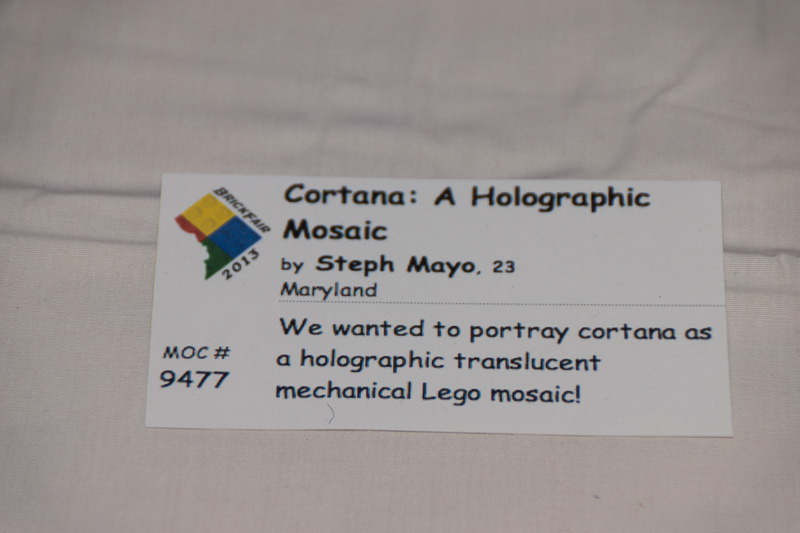 BRICKFAIR
2013
Cortana: A Holographic
Mosaic
by Steph Mayo, 23
Maryland
We wanted to portray cortana as
a holographic translucent
mechanical Lego mosaic!
MOC #
9477